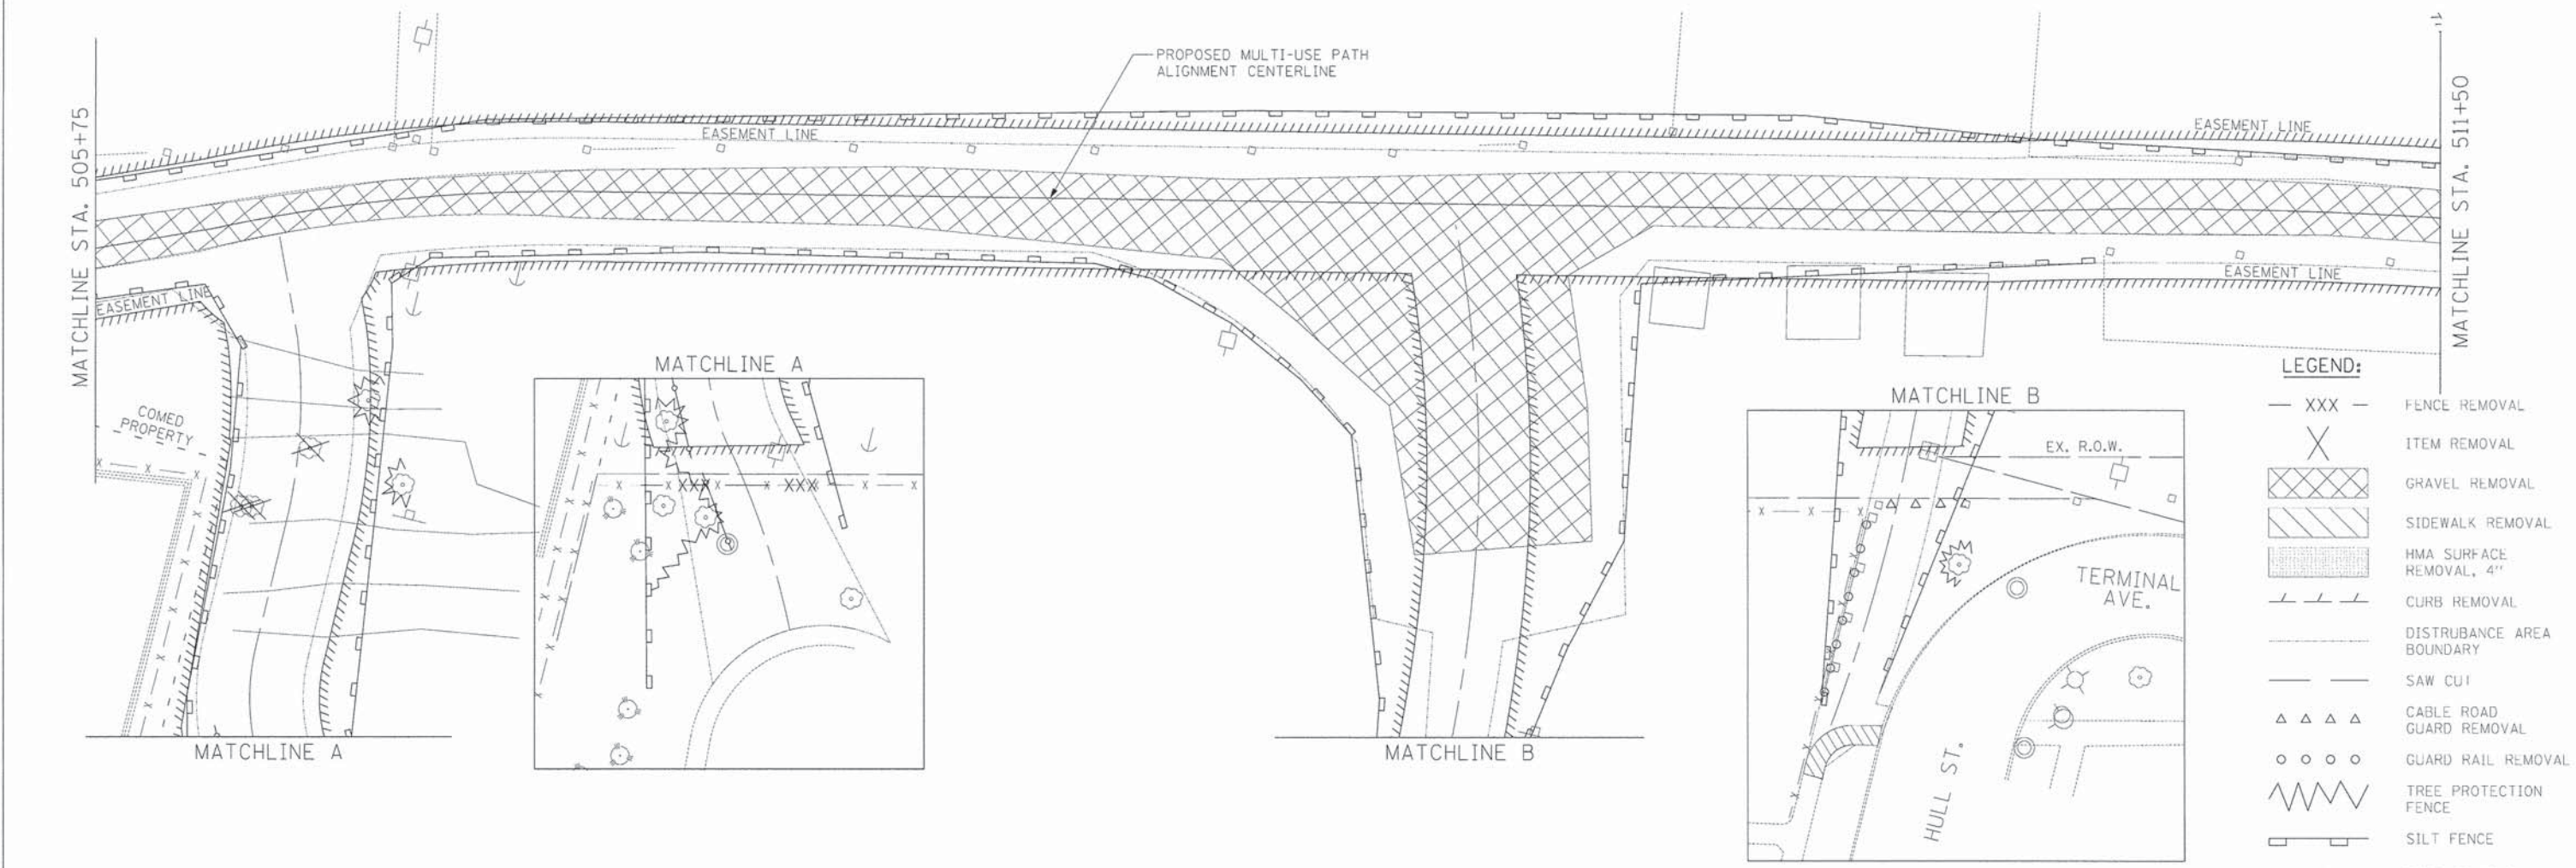 PROPOSED MULTI-USE PATH
ALIGNMENT CENTERLINE
MATCHLINE STA. 505+75
MATCHLINE STA. 511+50
EASEMENT LINE
EASEMENT LINE
EASEMENT LINE
EASEMENT LINE
COMED
PROPERTY
MATCHLINE A
MATCHLINE A
MATCHLINE B
MATCHLINE B
EX. R.O.W.
TERMINAL
AVE.
HULL ST.
LEGEND:
XXX FENCE REMOVAL
ITEM REMOVAL
GRAVEL REMOVAL
SIDEWALK REMOVAL
HMA SURFACE
REMOVAL, 4"
CURB REMOVAL
DISTRUBANCE AREA
BOUNDARY
SAW CUT
CABLE ROAD
GUARD REMOVAL
GUARD RAIL REMOVAL
TREE PROTECTION
FENCE
SILT FENCE